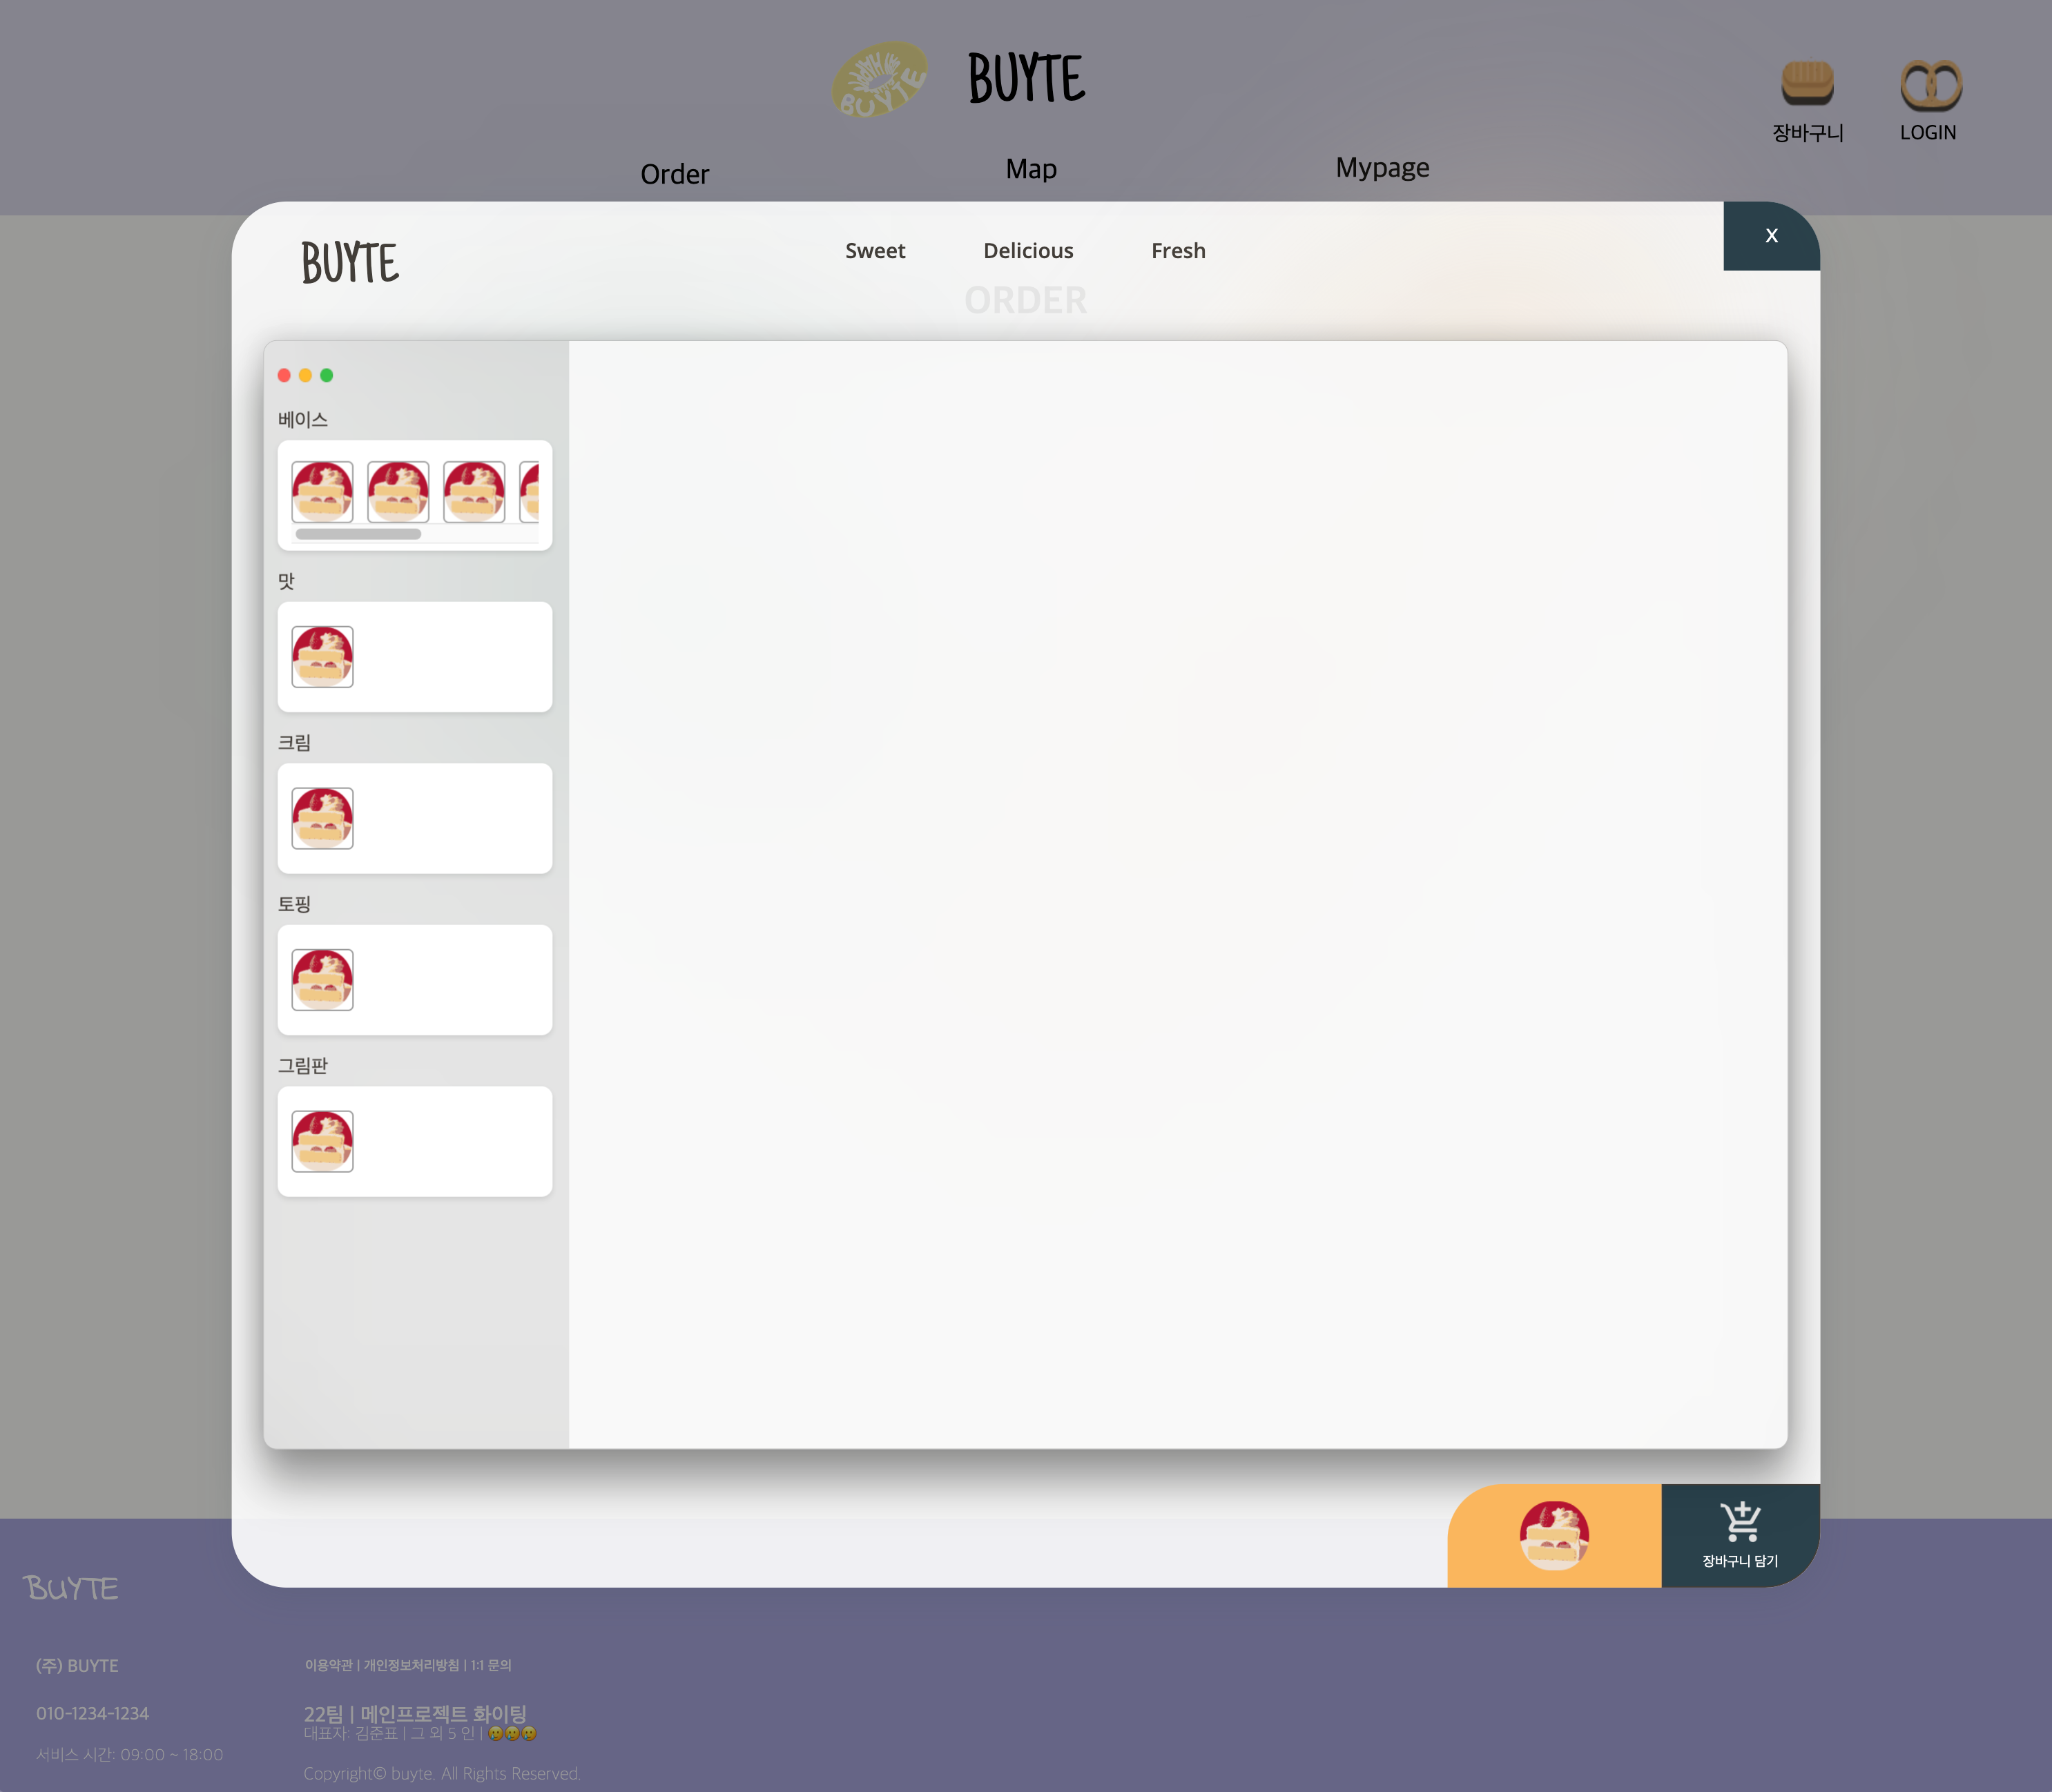 BUYTE
BUYTE
장바구니
LOGIN
Order
Map
Mypage
BUYTE
Sweet
Delicious
Fresh
X
ORDER
베이스
맛
크림
토핑
그림판
장바구니 담기
BUYTE
(주) BUYTE
이용약관 | 개인정보처리방침 | 1:1 문의
010-1234-1234
22팀 | 메인프로젝트 화이팅
대표자: 김준표 | 그 외 5 인 | 🥲🥲🥲
서비스 시간: 09:00 ~ 18:00
Copyright© buyte. All Rights Reserved.